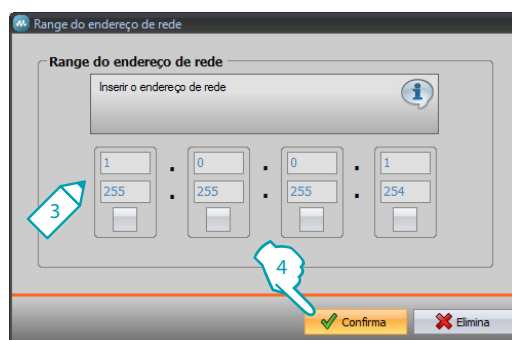 Range do endereço de rede
Range do endereço de rede
Inserir o endereço de rede
1 . 0 . 0 . 1
255 . 255 . 255 . 254
3
4
Confirma Elimina